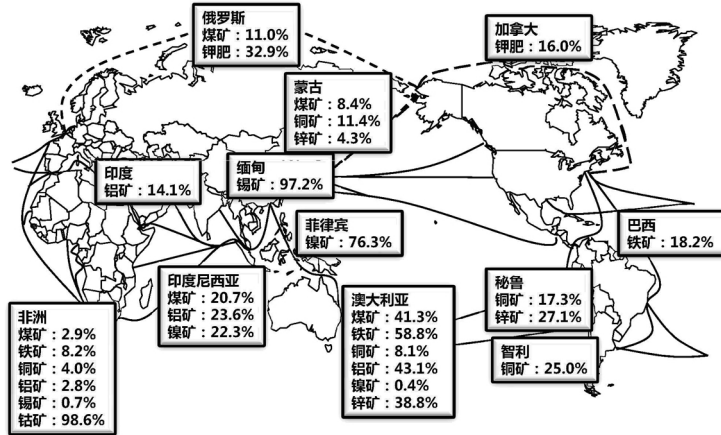 俄罗斯
煤矿：11.0%
钾肥：32.9%
加拿大
钾肥：16.0%
蒙古
煤矿：8.4%
铜矿：11.4%
锌矿：4.3%
印度
铝矿：14.1%
缅甸
锡矿：97.2%
菲律宾
镍矿：76.3%
巴西
铁矿：18.2%
印度尼西亚
煤矿：20.7%
铝矿：23.6%
镍矿：22.3%
澳大利亚
煤矿：41.3%
铁矿：58.8%
铜矿：8.1%
铝矿：43.1%
镍矿：0.4%
锌矿：38.8%
秘鲁
铜矿：17.3%
锌矿：27.1%
智利
铜矿：25.0%
非洲
煤矿：2.9%
铁矿：8.2%
铜矿：4.0%
铝矿：2.8%
锡矿：0.7%
钴矿：98.6%